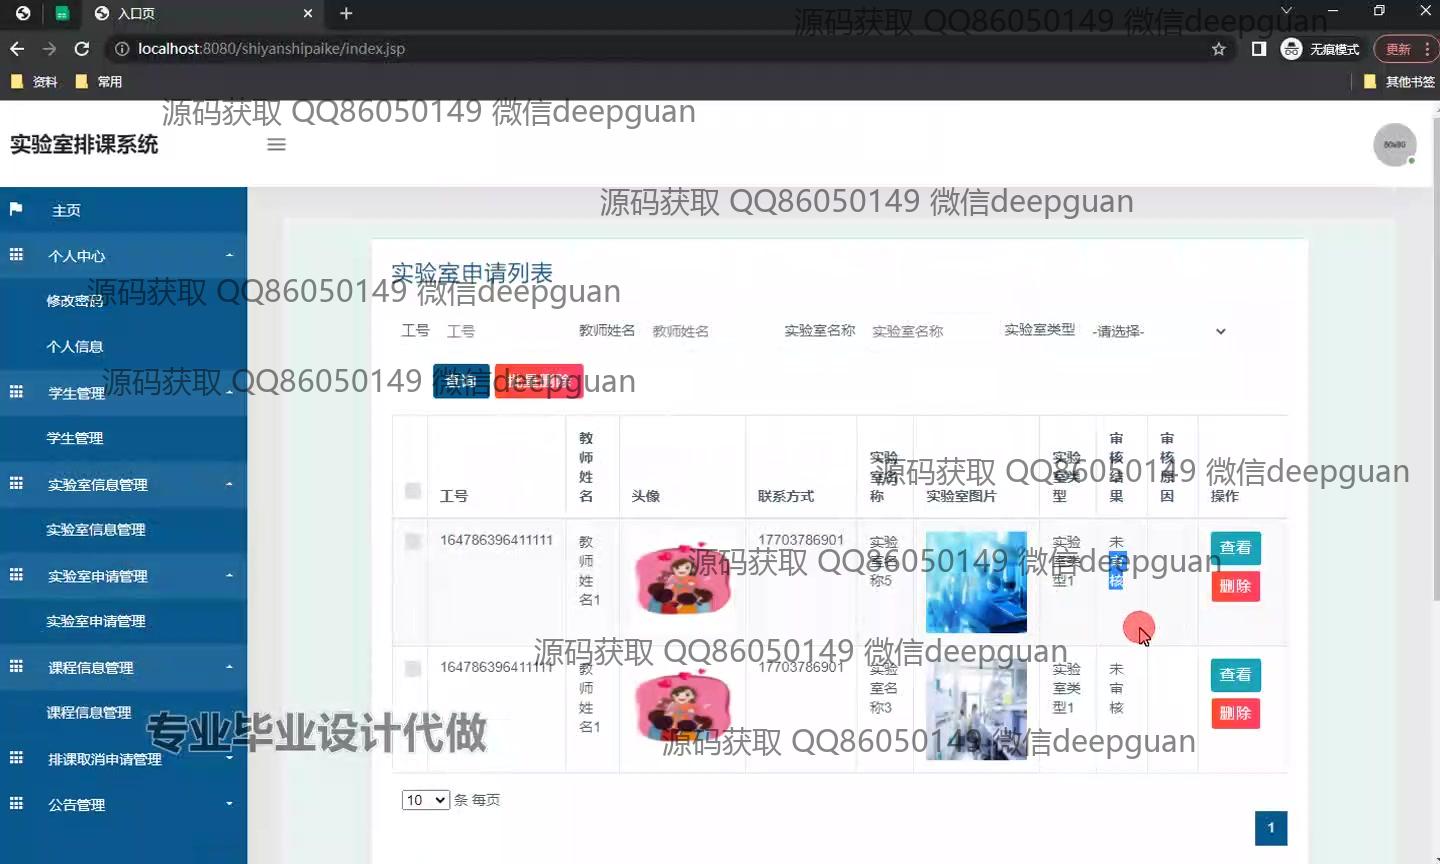 入口页
源码获取 QQ86050149 微信deepguan
localhost:8080/shiyanshipaike/index.jsp
无痕模式
更新
资料
常用
其他书签
源码获取 QQ86050149 微信deepguan
实验室排课系统
源码获取 QQ86050149 微信deepguan
主页
个人中心
修改密码
个人信息
学生管理
学生管理
实验室信息管理
实验室信息管理
实验室申请管理
实验室申请管理
课程信息管理
课程信息管理
排课取消申请管理
公告管理
实验室申请列表
源码获取 QQ86050149 微信deepguan
工号 工号 教师姓名 教师姓名 实验室名称 实验室名称 实验室类型 -请选择-
查询 批量删除
源码获取 QQ86050149 微信deepguan
工号 教师姓名 头像 联系方式 实验室名称 实验室图片 实验室类型 审核结果 审核原因 操作
源码获取 QQ86050149 微信deepguan
164786396411111 教师姓名1 17703786901 实验室名称5 实验室类型1 未审核 查看 删除
源码获取 QQ86050149 微信deepguan
源码获取 QQ86050149 微信deepguan
164786396411111 教师姓名1 17703786901 实验室名称3 实验室类型1 未审核 查看 删除
专业毕业设计代做
源码获取 QQ86050149 微信deepguan
10 条 每页
1